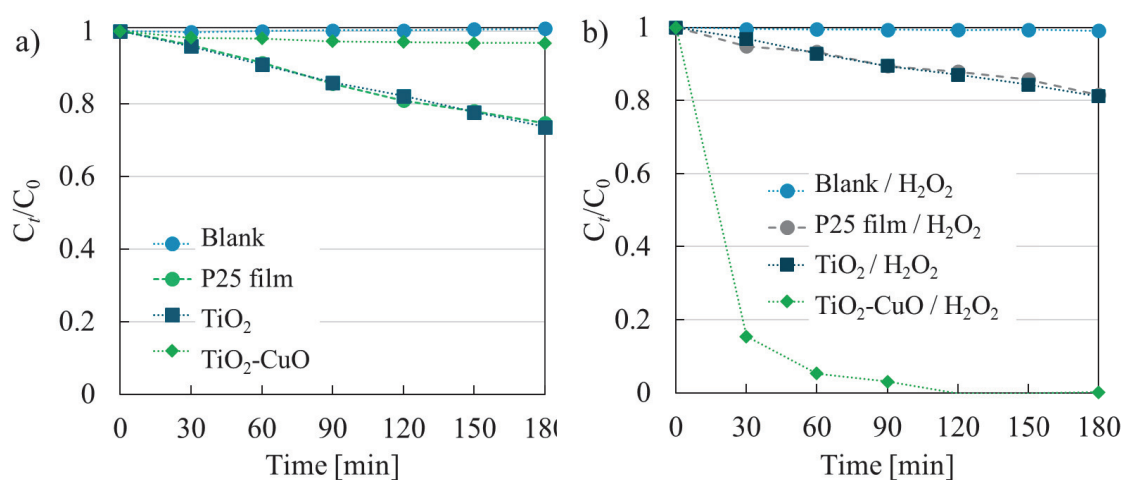 a)
1
0.8
0.6
0.4
0.2
0
C_t/C_0
Blank
P25 film
TiO₂
TiO₂-CuO
0 30 60 90 120 150 180
Time [min]
b)
1
0.8
0.6
0.4
0.2
0
C_t/C_0
Blank / H₂O₂
P25 film / H₂O₂
TiO₂ / H₂O₂
TiO₂-CuO / H₂O₂
0 30 60 90 120 150 180
Time [min]